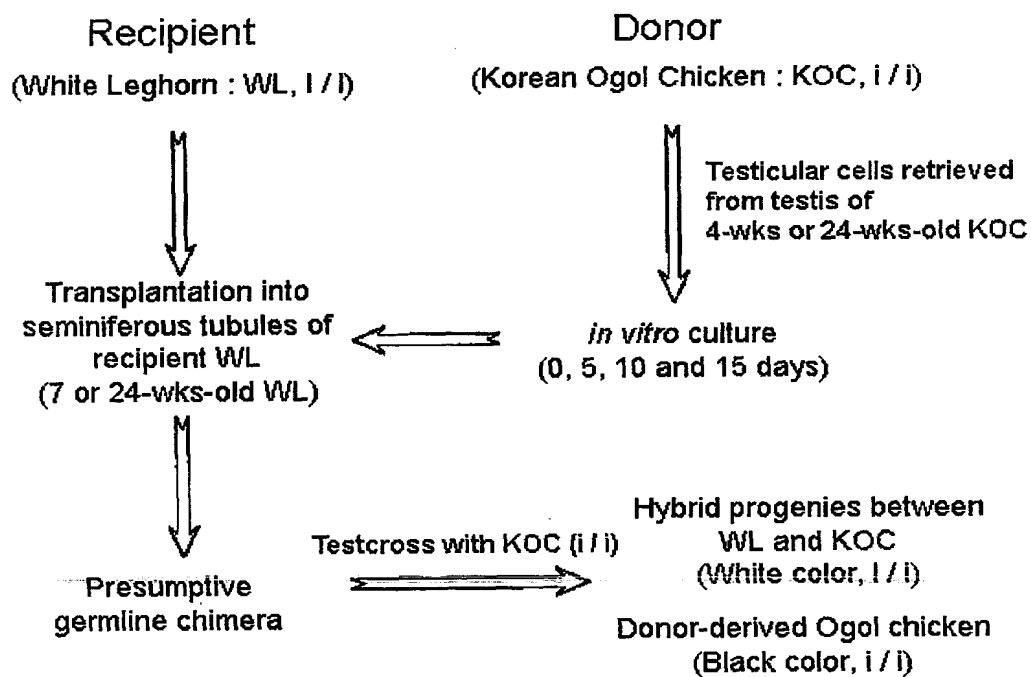 Recipient
(White Leghorn : WL, I / I)
Donor
(Korean Ogol Chicken : KOC, i / i)
Testicular cells retrieved
from testis of
4-wks or 24-wks-old KOC
Transplantation into
seminiferous tubules of
recipient WL
(7 or 24-wks-old WL)
in vitro culture
(0, 5, 10 and 15 days)
Presumptive
germline chimera
Testcross with KOC (i / i)
Hybrid progenies between
WL and KOC
(White color, I / i)
Donor-derived Ogol chicken
(Black color, i / i)